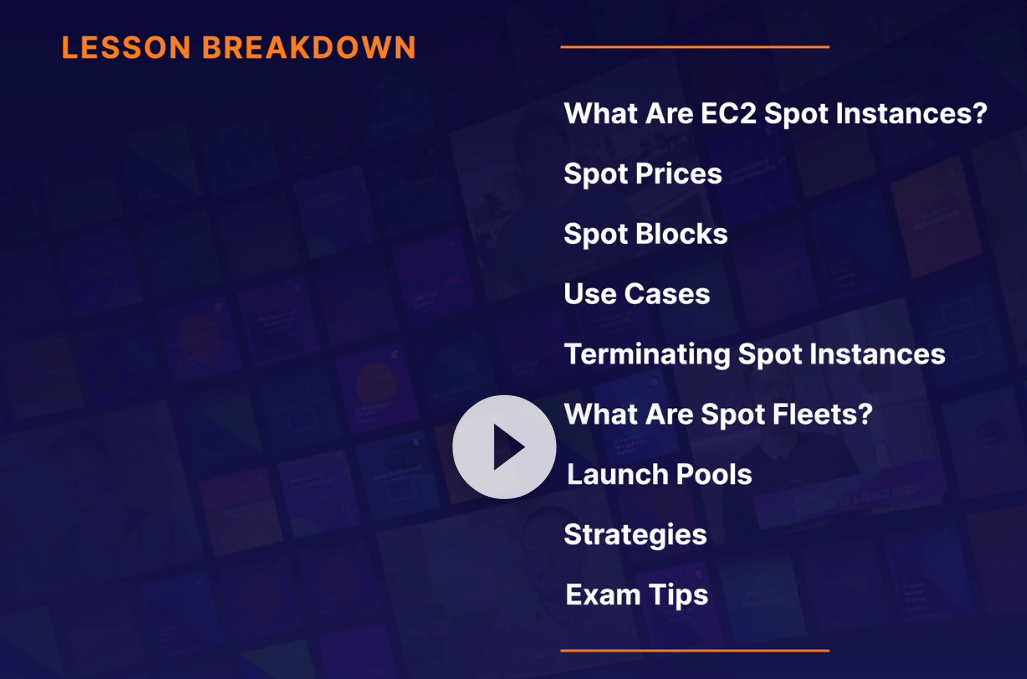 LESSON BREAKDOWN
What Are EC2 Spot Instances?
Spot Prices
Spot Blocks
Use Cases
Terminating Spot Instances
What Are Spot Fleets?
Launch Pools
Strategies
Exam Tips